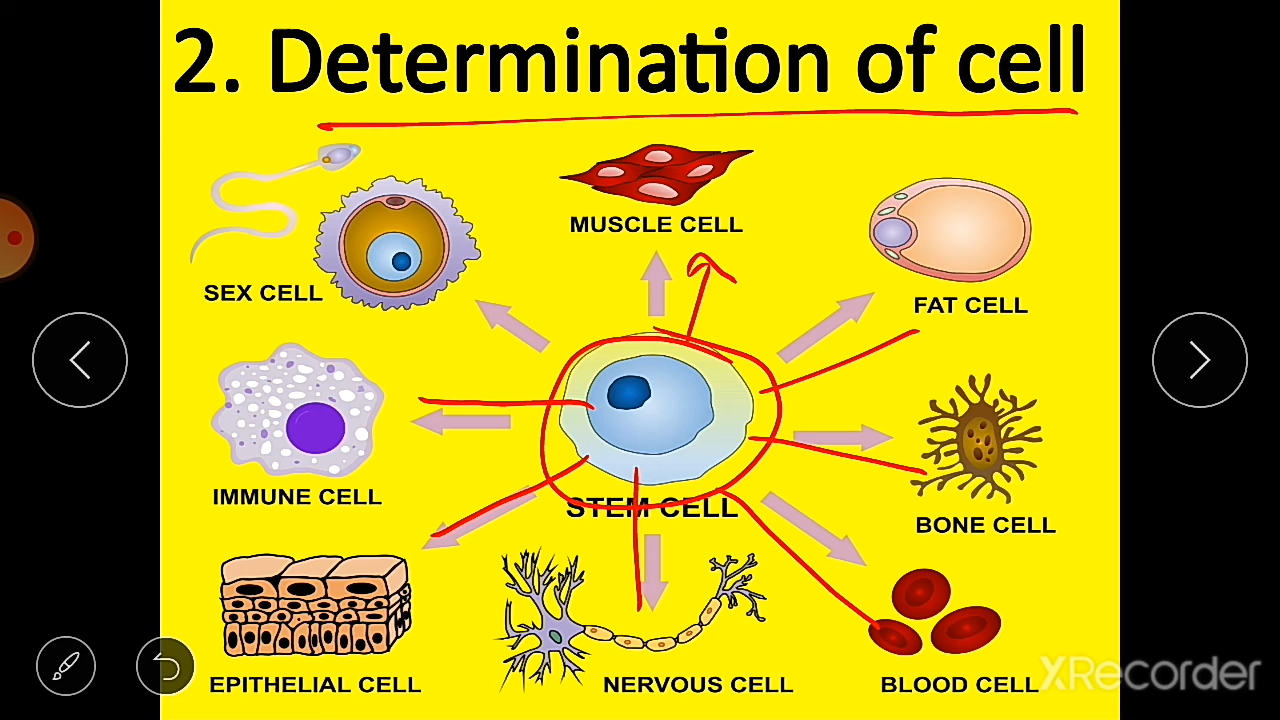 2. Determination of cell
MUSCLE CELL
SEX CELL
FAT CELL
IMMUNE CELL
STEM CELL
BONE CELL
EPITHELIAL CELL
NERVOUS CELL
BLOOD CELL
XRecorder